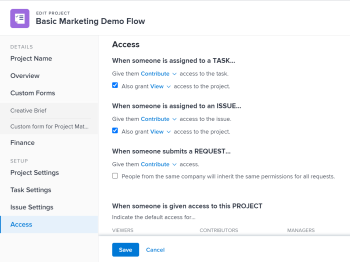 EDIT PROJECT
Basic Marketing Demo Flow
DETAILS
Project Name
Overview
Custom Forms
Creative Brief
Custom form for Project Mat...
Finance
SETUP
Project Settings
Task Settings
Issue Settings
Access
Access
When someone is assigned to a TASK...
Give them Contribute access to the task.
Also grant View access to the project.
When someone is assigned to an ISSUE...
Give them Contribute access to the issue.
Also grant View access to the project.
When someone submits a REQUEST...
Give them Contribute access.
People from the same company will inherit the same permissions for all requests.
When someone is given access to this PROJECT
Indicate the default access for...
VIEWERS CONTRIBUTORS MANAGERS
Save Cancel